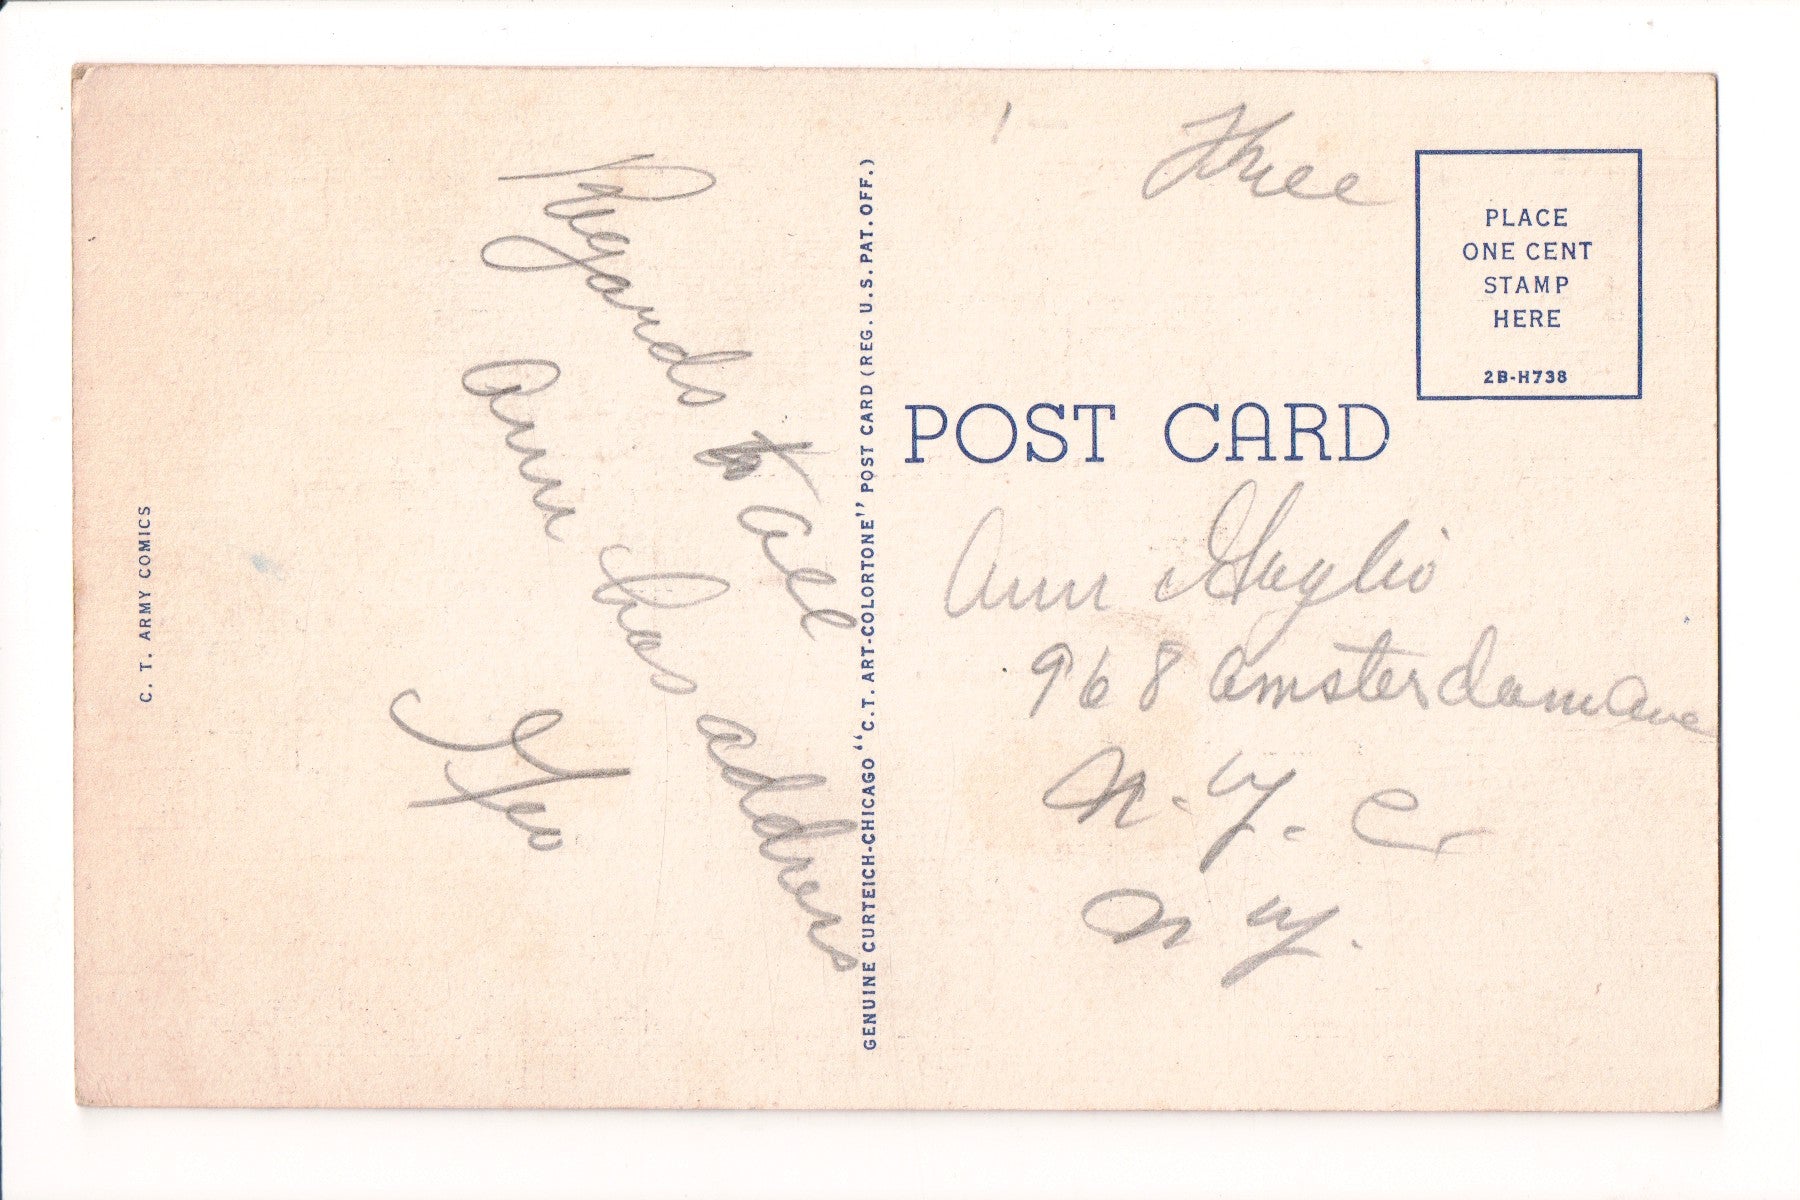 C. T. ARMY COMICS
Regards to all
Ann has address
Geo
GENUINE CURTEICH-CHICAGO "C.T. ART-COLORTONE" POST CARD (REG. U.S. PAT. OFF.)
Free
PLACE
ONE CENT
STAMP
HERE
2B-H738
POST CARD
Ann Guglio
968 Amsterdam Ave
N. Y. C
N Y.